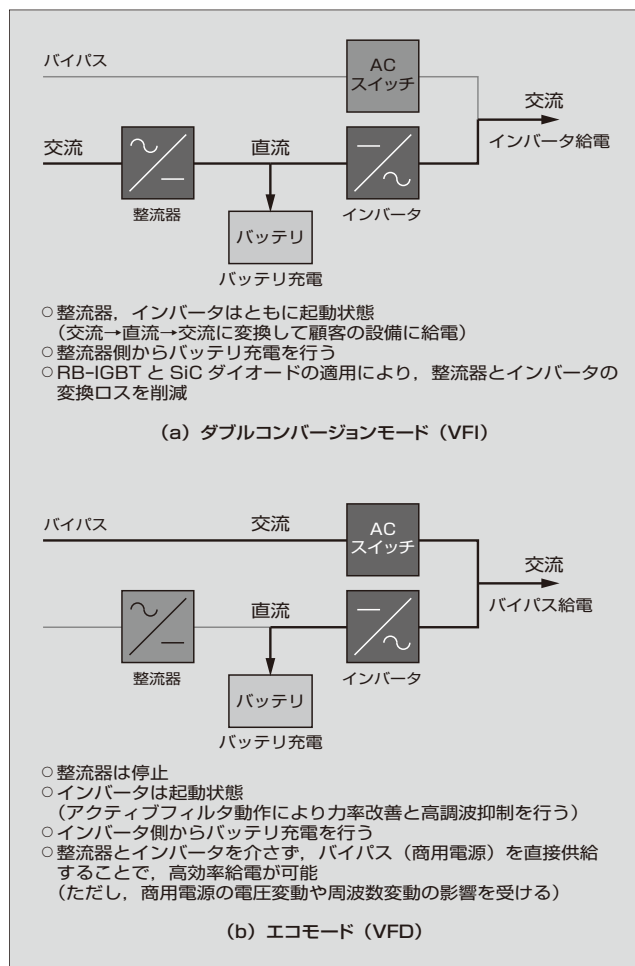 バイパス
AC
スイッチ
交流
交流
直流
インバータ給電
整流器
インバータ
バッテリ
バッテリ充電
○整流器，インバータはともに起動状態
（交流→直流→交流に変換して顧客の設備に給電）
○整流器側からバッテリ充電を行う
○RB-IGBT と SiC ダイオードの適用により，整流器とインバータの
変換ロスを削減
（a）ダブルコンバージョンモード（VFI）
バイパス
交流
AC
スイッチ
交流
直流
バイパス給電
整流器
インバータ
バッテリ
バッテリ充電
○整流器は停止
○インバータは起動状態
（アクティブフィルタ動作により力率改善と高調波抑制を行う）
○インバータ側からバッテリ充電を行う
○整流器とインバータを介さず，バイパス（商用電源）を直接供給
することで，高効率給電が可能
（ただし，商用電源の電圧変動や周波数変動の影響を受ける）
（b）エコモード（VFD）